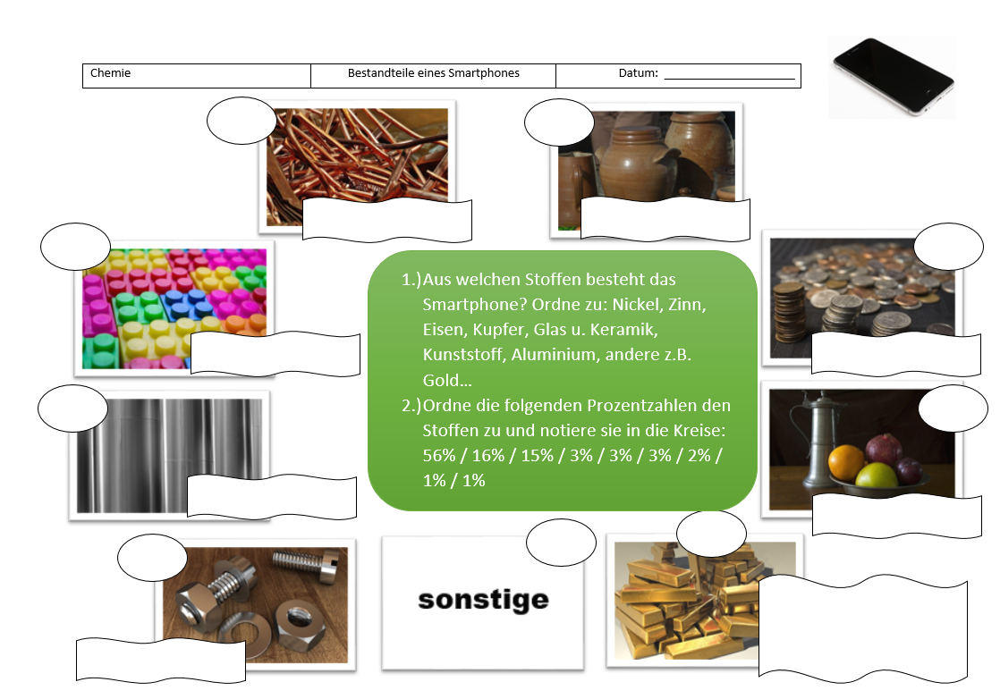 Chemie
Bestandteile eines Smartphones
Datum: ____________________
1.) Aus welchen Stoffen besteht das
Smartphone? Ordne zu: Nickel, Zinn,
Eisen, Kupfer, Glas u. Keramik,
Kunststoff, Aluminium, andere z.B.
Gold...
2.) Ordne die folgenden Prozentzahlen den
Stoffen zu und notiere sie in die Kreise:
56% / 16% / 15% / 3% / 3% / 3% / 2% /
1% / 1%
sonstige